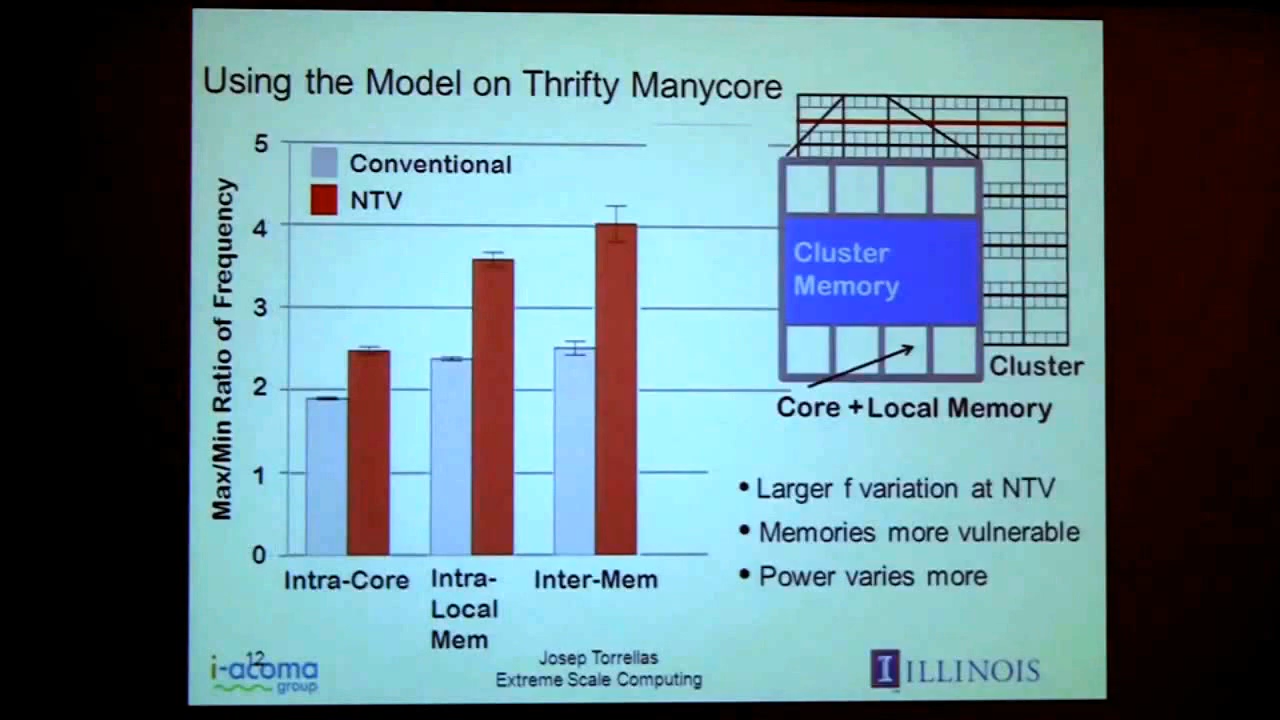 Using the Model on Thrifty Manycore
5
4
3
2
1
0
Max/Min Ratio of Frequency
Conventional
NTV
Intra-Core
Intra-
Local
Mem
Inter-Mem
Cluster
Memory
Cluster
Core + Local Memory
• Larger f variation at NTV
• Memories more vulnerable
• Power varies more
12
i-acoma
group
Josep Torrellas
Extreme Scale Computing
I ILLINOIS